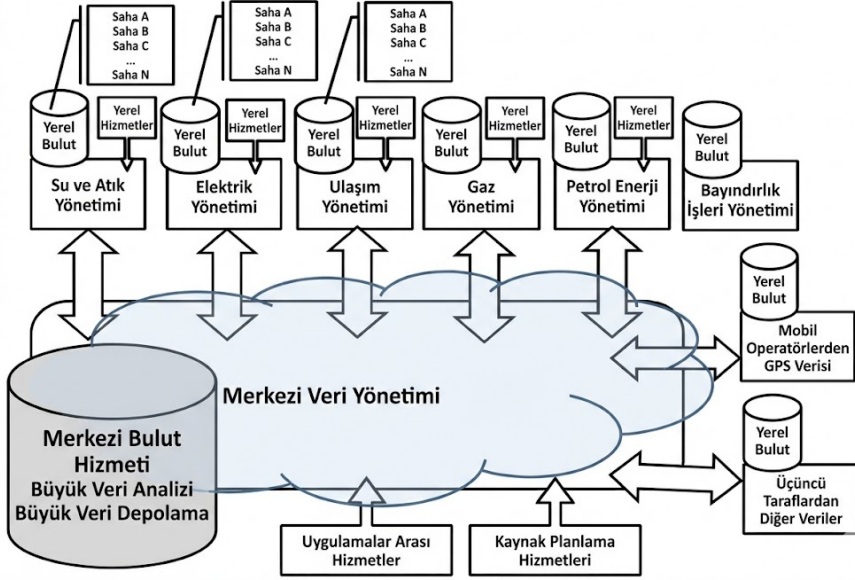 Saha A
Saha B
Saha C
...
Saha N
Saha A
Saha B
Saha C
...
Saha N
Saha A
Saha B
Saha C
...
Saha N
Yerel
Bulut
Yerel
Hizmetler
Su ve Atık
Yönetimi
Yerel
Bulut
Yerel
Hizmetler
Elektrik
Yönetimi
Yerel
Bulut
Yerel
Hizmetler
Ulaşım
Yönetimi
Yerel
Bulut
Yerel
Hizmetler
Gaz
Yönetimi
Yerel
Bulut
Yerel
Hizmetler
Petrol Enerji
Yönetimi
Yerel
Bulut
Bayındırlık
İşleri Yönetimi
Yerel
Bulut
Mobil
Operatörlerden
GPS Verisi
Merkezi Veri Yönetimi
Merkezi Bulut
Hizmeti
Büyük Veri Analizi
Büyük Veri Depolama
Yerel
Bulut
Üçüncü
Taraflardan
Diğer Veriler
Uygulamalar Arası
Hizmetler
Kaynak Planlama
Hizmetleri